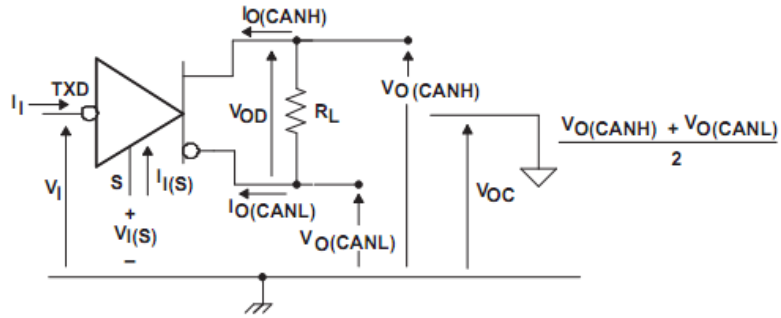 IO(CANH)
TXD
II
VOD
RL
VO(CANH)
VO(CANH) + VO(CANL)
2
VI
S
II(S)
IO(CANL)
VOC
+
VI(S)
–
VO(CANL)